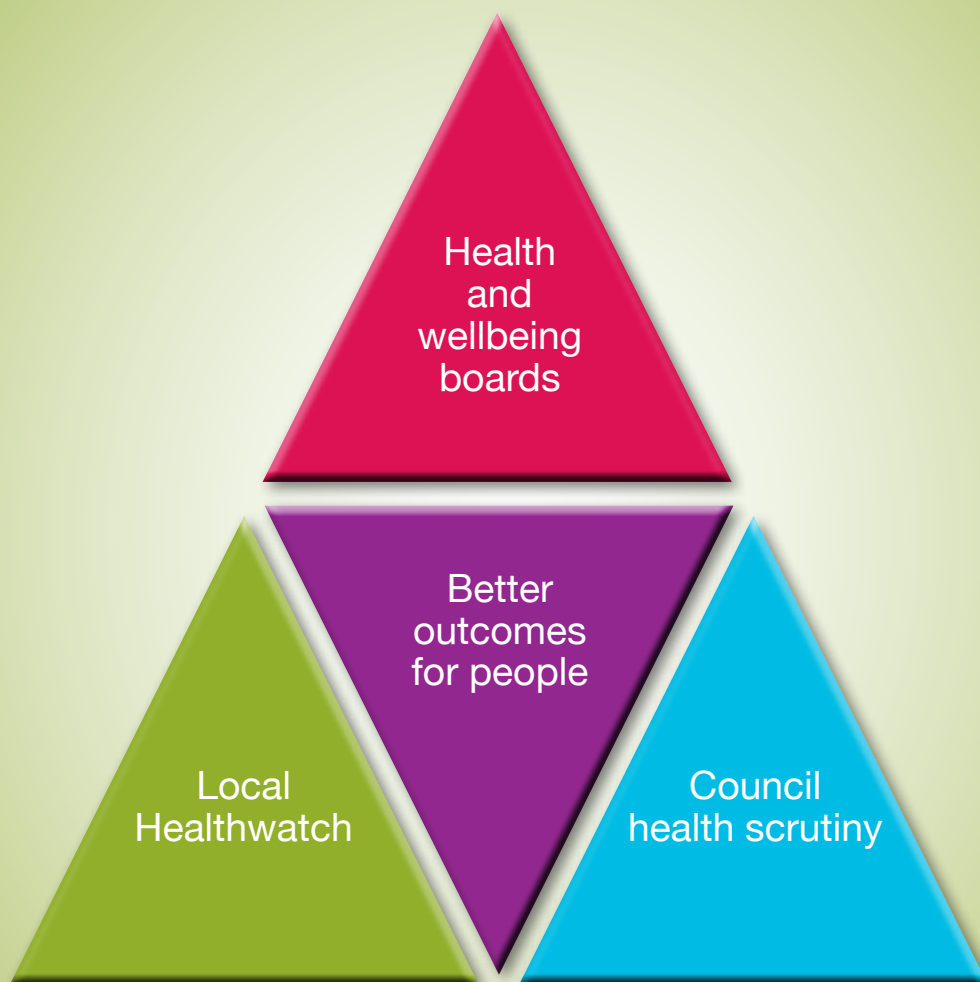 Health
and
wellbeing
boards
Better
outcomes
for people
Local
Healthwatch
Council
health scrutiny